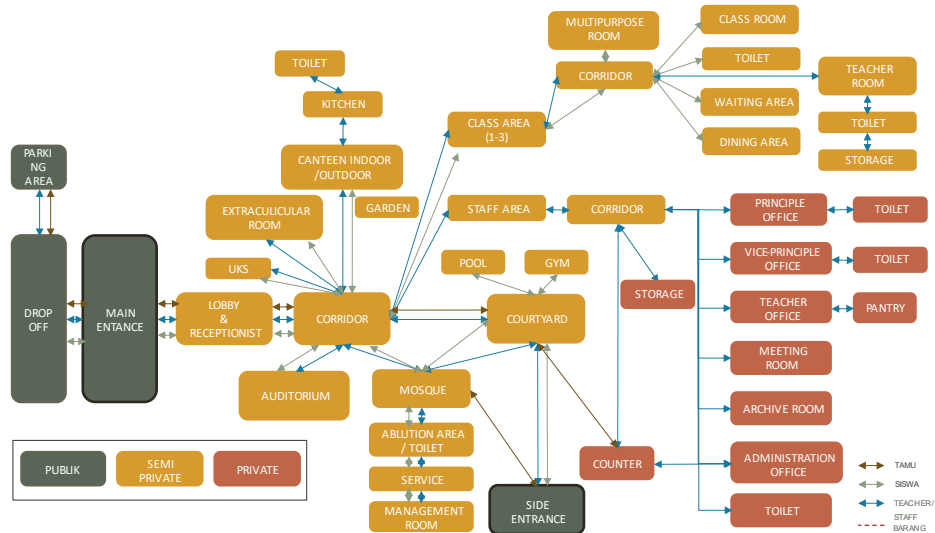 MULTIPURPOSE
ROOM
CLASS ROOM
TOILET
CORRIDOR
TOILET
TEACHER
ROOM
KITCHEN
WAITING AREA
CLASS AREA
(1-3)
TOILET
DINING AREA
STORAGE
PARKI
NG
AREA
CANTEEN INDOOR
/OUTDOOR
GARDEN
EXTRACULICULAR
ROOM
STAFF AREA
CORRIDOR
PRINCIPLE
OFFICE
TOILET
UKS
POOL
GYM
VICE-PRINCIPLE
OFFICE
TOILET
STORAGE
DROP
OFF
MAIN
ENTANCE
LOBBY
&
RECEPTIONIST
CORRIDOR
COURTYARD
TEACHER
OFFICE
PANTRY
MEETING
ROOM
AUDITORIUM
MOSQUE
ARCHIVE ROOM
ABLUTION AREA
/ TOILET
COUNTER
ADMINISTRATION
OFFICE
SERVICE
MANAGEMENT
ROOM
SIDE
ENTRANCE
TOILET
PUBLIK
SEMI
PRIVATE
PRIVATE
TAMU
SISWA
TEACHER/
STAFF
BARANG